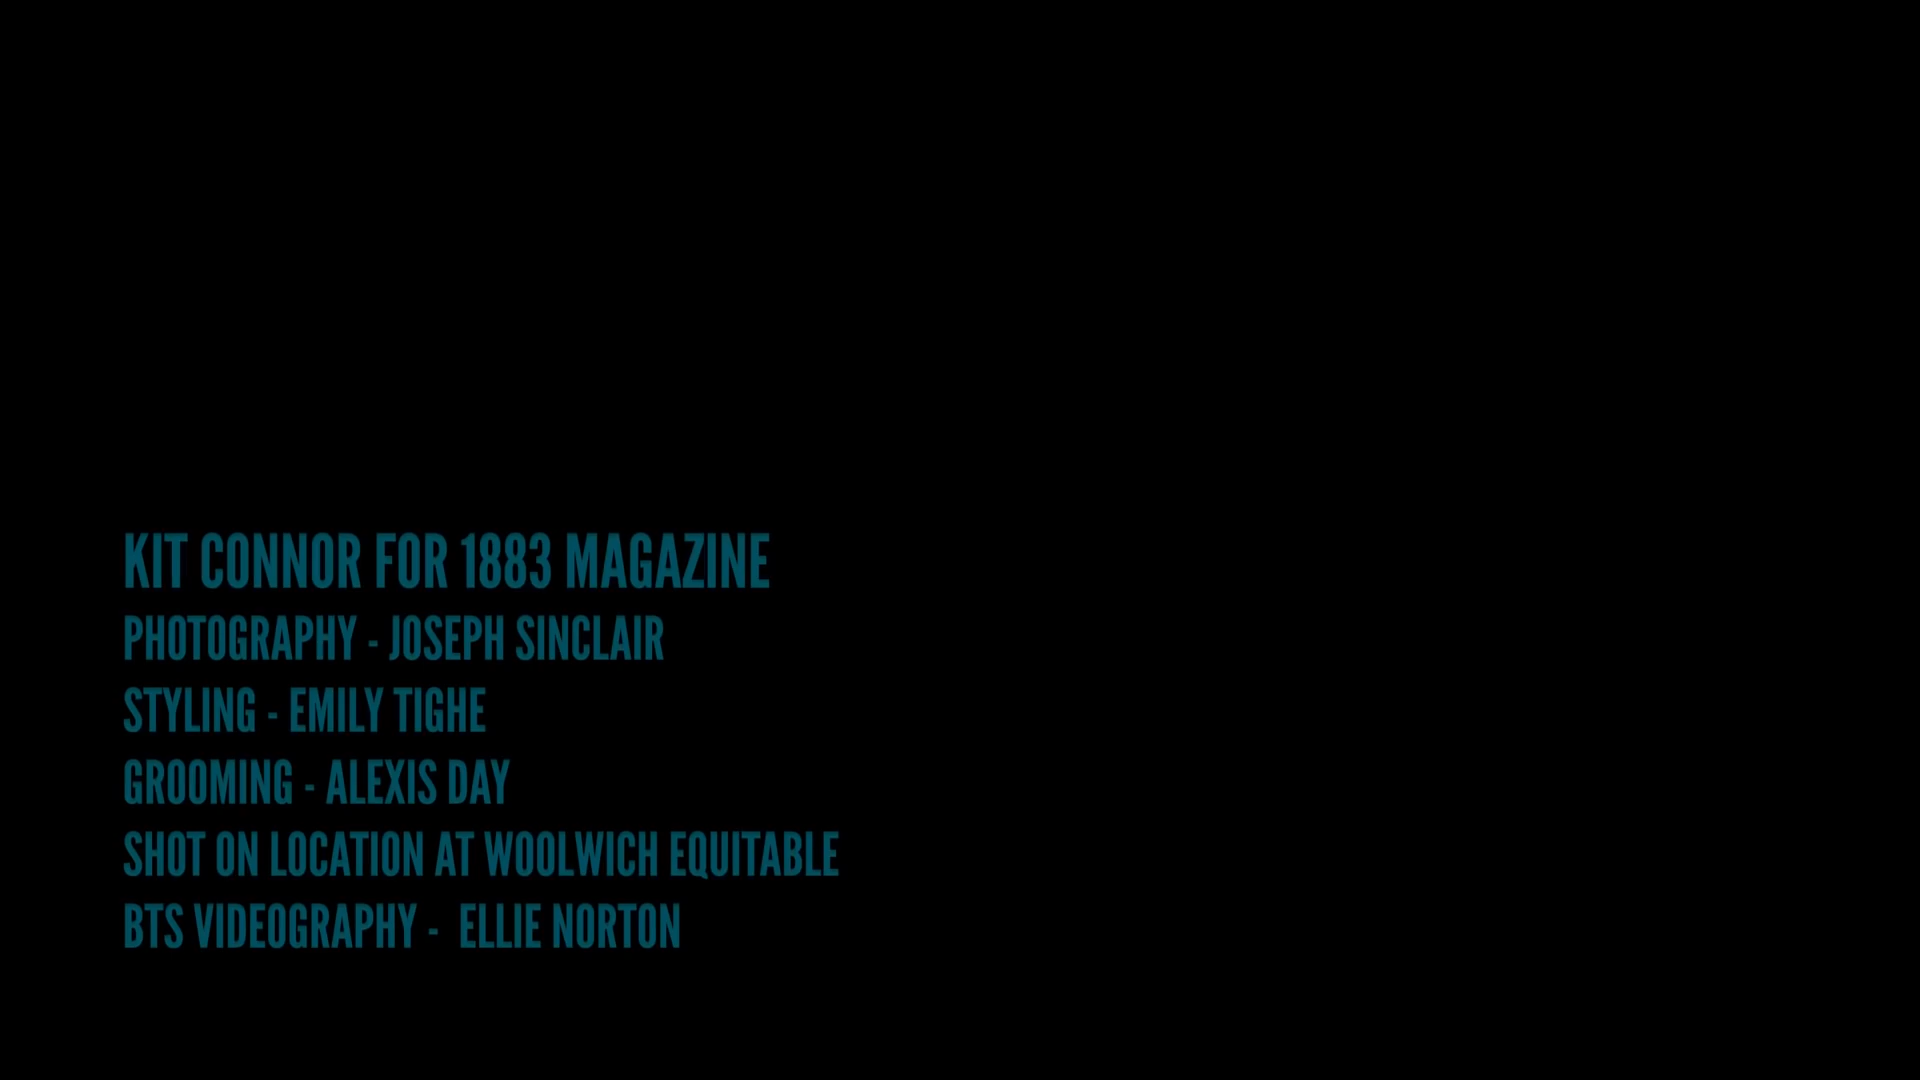 KIT CONNOR FOR 1883 MAGAZINE
PHOTOGRAPHY - JOSEPH SINCLAIR
STYLING - EMILY TIGHE
GROOMING - ALEXIS DAY
SHOT ON LOCATION AT WOOLWICH EQUITABLE
BTS VIDEOGRAPHY -  ELLIE NORTON